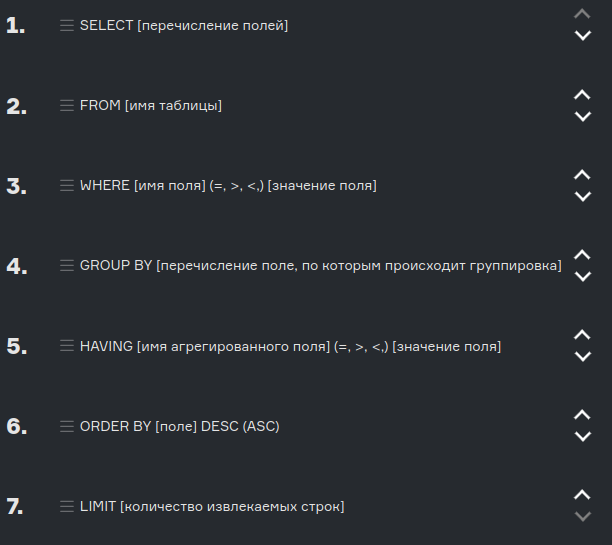 1. SELECT [перечисление полей]
2. FROM [имя таблицы]
3. WHERE [имя поля] (=, >, <,) [значение поля]
4. GROUP BY [перечисление поле, по которым происходит группировка]
5. HAVING [имя агрегированного поля] (=, >, <,) [значение поля]
6. ORDER BY [поле] DESC (ASC)
7. LIMIT [количество извлекаемых строк]